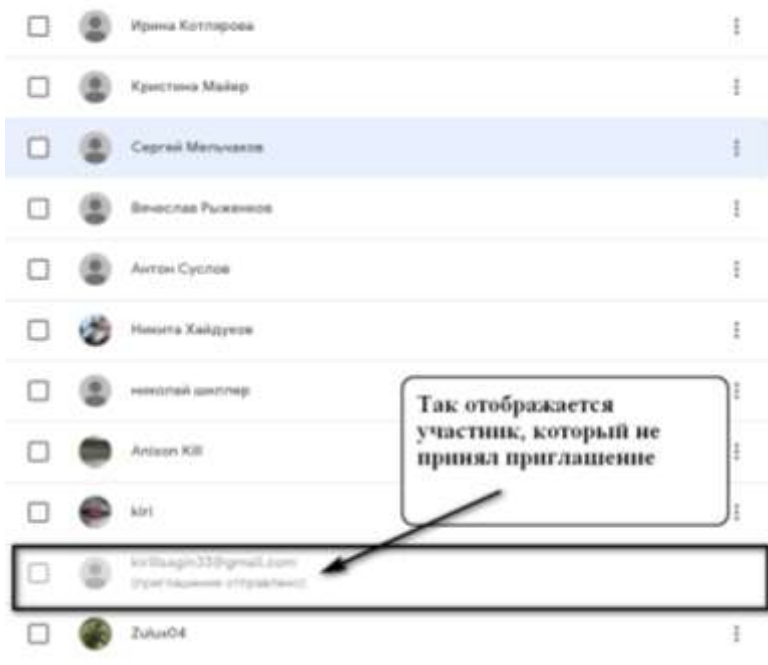 Ирина Котлярова
Кристина Майер
Сергей Мельчаков
Вячеслав Рыженков
Антон Суслов
Никита Хайдуков
николай шиллер
Так отображается
участник, который не
принял приглашение
Anison Kill
kiri
(приглашение отправлено)
Zulus04